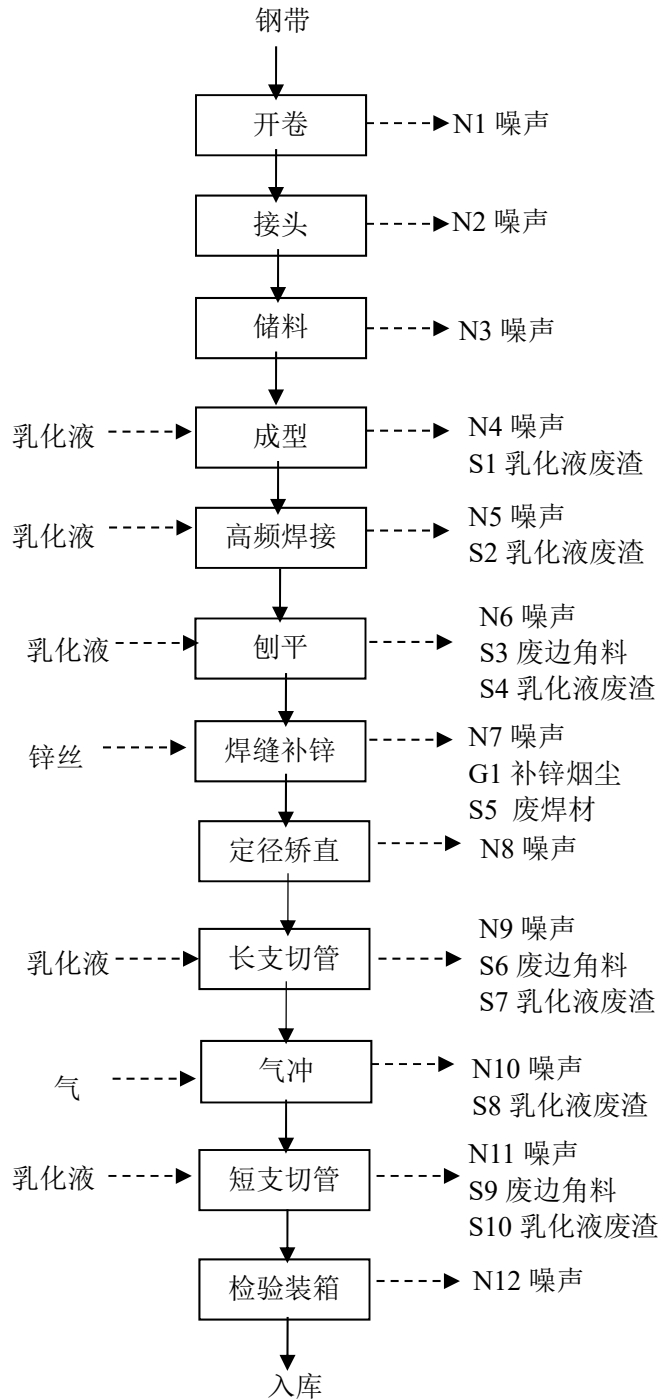 钢带
开卷
N1 噪声
接头
N2 噪声
储料
N3 噪声
乳化液
成型
N4 噪声
S1 乳化液废渣
乳化液
高频焊接
N5 噪声
S2 乳化液废渣
乳化液
刨平
N6 噪声
S3 废边角料
S4 乳化液废渣
锌丝
焊缝补锌
N7 噪声
G1 补锌烟尘
S5 废焊材
定径矫直
N8 噪声
乳化液
长支切管
N9 噪声
S6 废边角料
S7 乳化液废渣
气
气冲
N10 噪声
S8 乳化液废渣
乳化液
短支切管
N11 噪声
S9 废边角料
S10 乳化液废渣
检验装箱
N12 噪声
入库